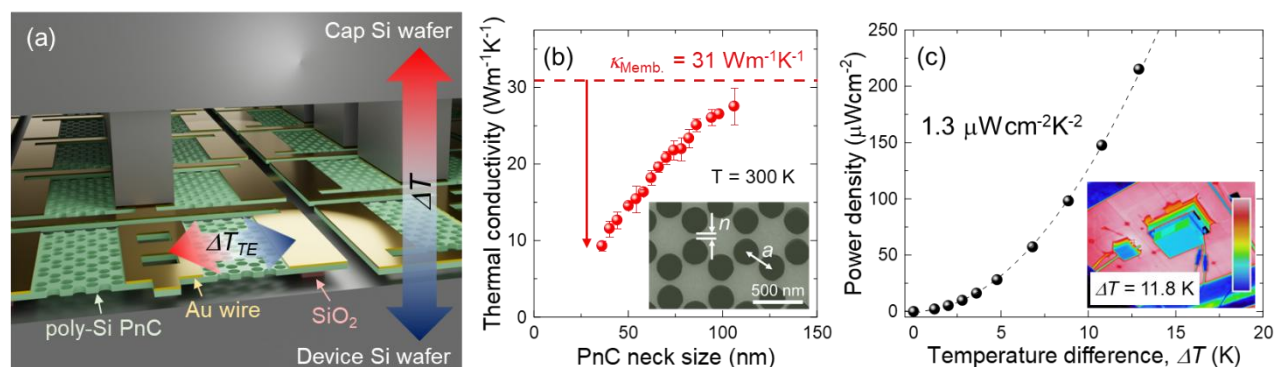 (a)
Cap Si wafer
ΔT
ΔT_TE
poly-Si PnC
Au wire
SiO₂
Device Si wafer
(b)
κ_Memb. = 31 Wm⁻¹K⁻¹
Thermal conductivity (Wm⁻¹K⁻¹)
40
30
20
10
0
T = 300 K
n
a
500 nm
0 50 100 150
PnC neck size (nm)
(c)
1.3 μWcm⁻²K⁻²
Power density (μWcm⁻²)
250
200
150
100
50
0
ΔT = 11.8 K
0 5 10 15 20
Temperature difference, ΔT (K)